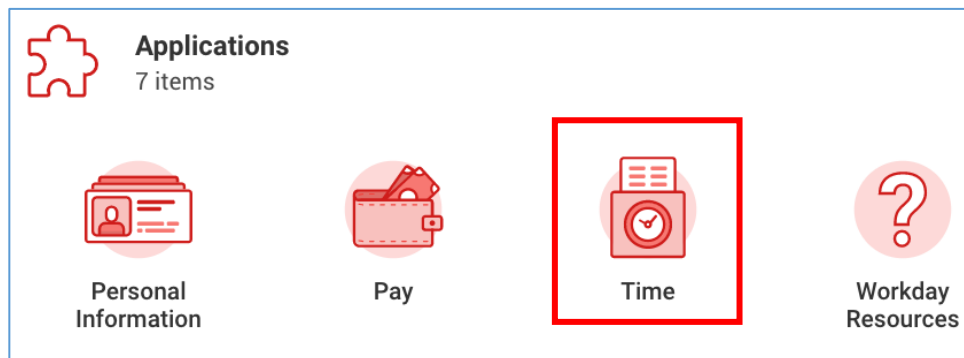 Applications
7 items
Personal
Information
Pay
Time
Workday
Resources